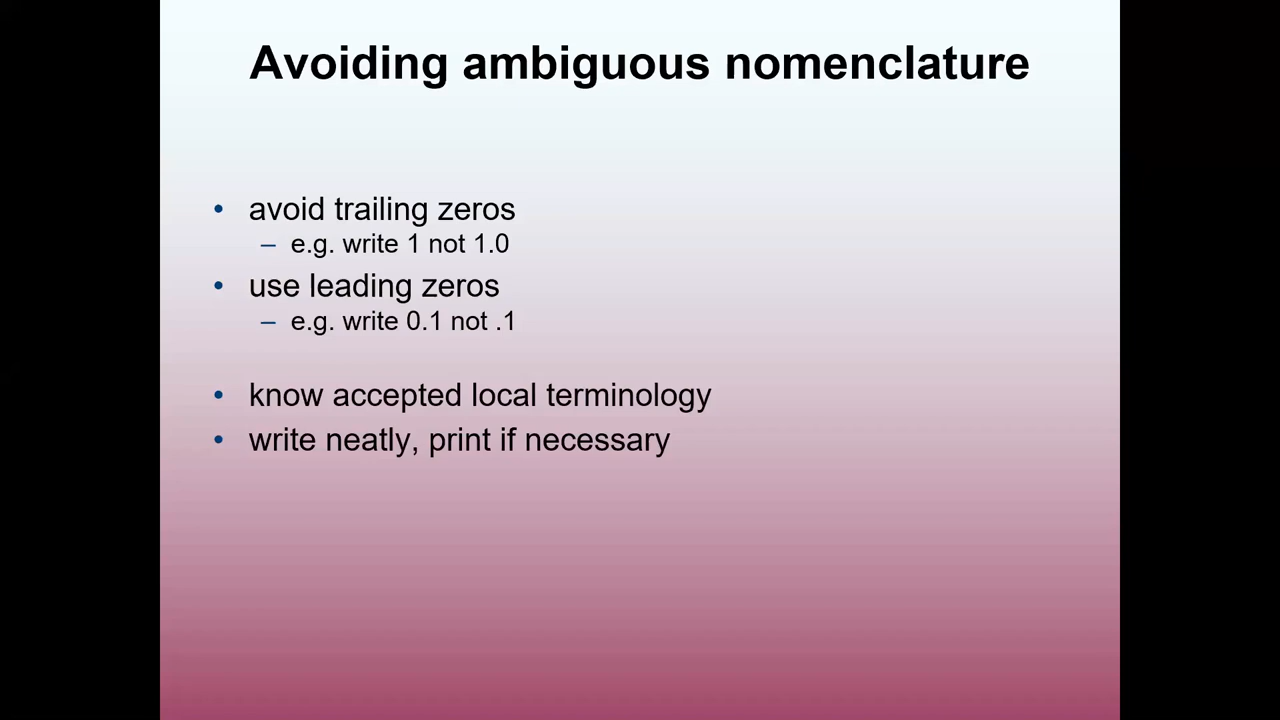 Avoiding ambiguous nomenclature
• avoid trailing zeros
– e.g. write 1 not 1.0
• use leading zeros
– e.g. write 0.1 not .1
• know accepted local terminology
• write neatly, print if necessary